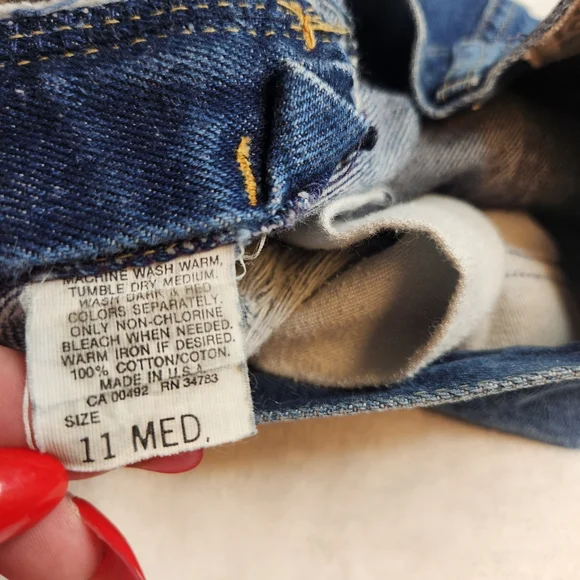 MACHINE WASH WARM,
TUMBLE DRY MEDIUM.
WASH DARK & RED
COLORS SEPARATELY.
ONLY NON-CHLORINE
BLEACH WHEN NEEDED.
WARM IRON IF DESIRED.
100% COTTON/COTON.
MADE IN U.S.A.
CA 00492 RN 34783
SIZE
11 MED.